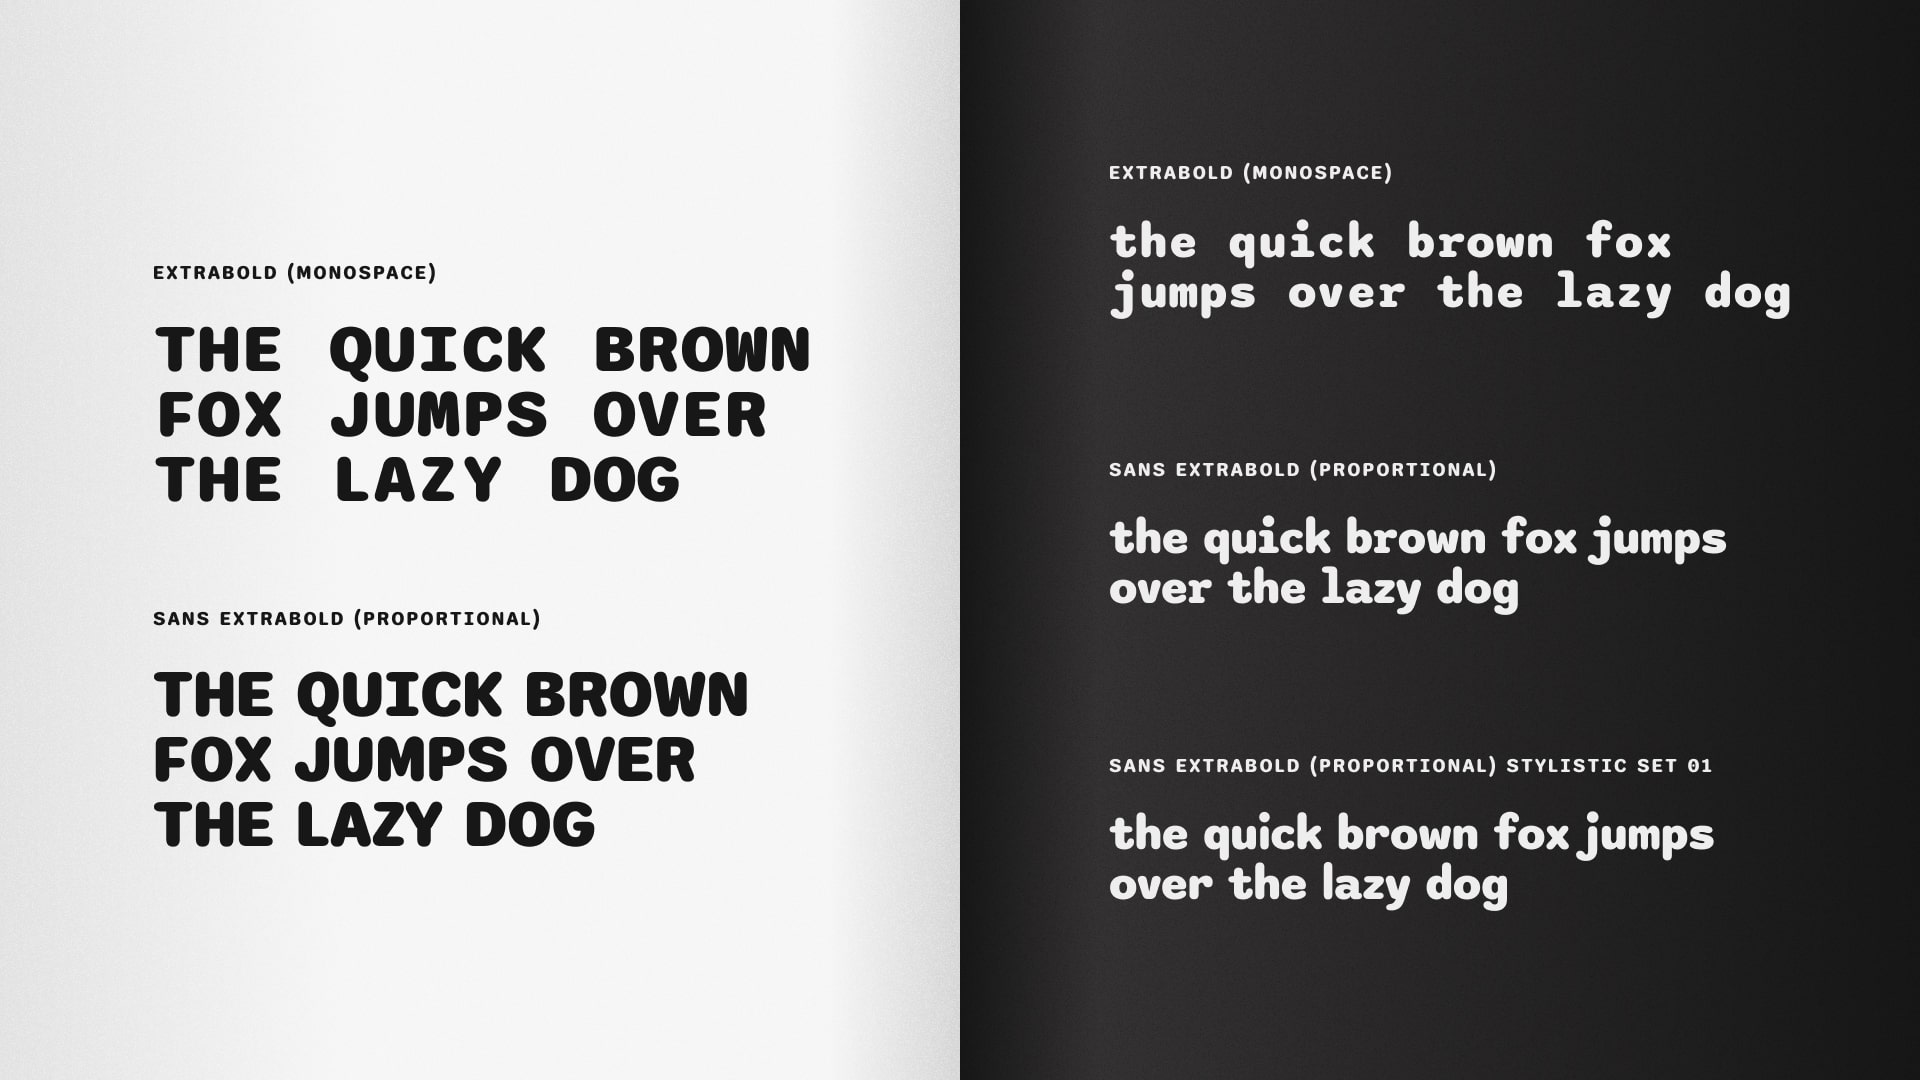 EXTRABOLD (MONOSPACE)
THE QUICK BROWN
FOX JUMPS OVER
THE LAZY DOG
SANS EXTRABOLD (PROPORTIONAL)
THE QUICK BROWN
FOX JUMPS OVER
THE LAZY DOG
EXTRABOLD (MONOSPACE)
the quick brown fox
jumps over the lazy dog
SANS EXTRABOLD (PROPORTIONAL)
the quick brown fox jumps
over the lazy dog
SANS EXTRABOLD (PROPORTIONAL) STYLISTIC SET 01
the quick brown fox jumps
over the lazy dog